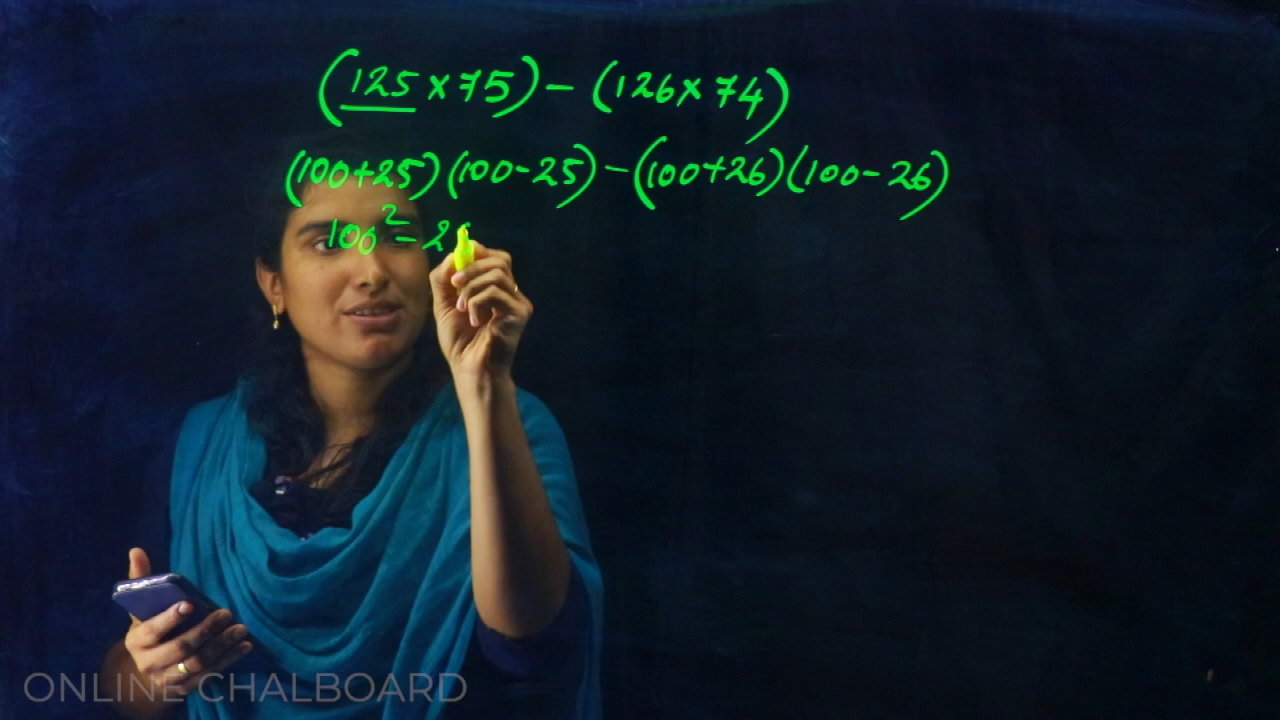 (125 × 75) - (126 × 74)
(100+25)(100-25) - (100+26)(100-26)
100² - 2
ONLINE CHALBOARD